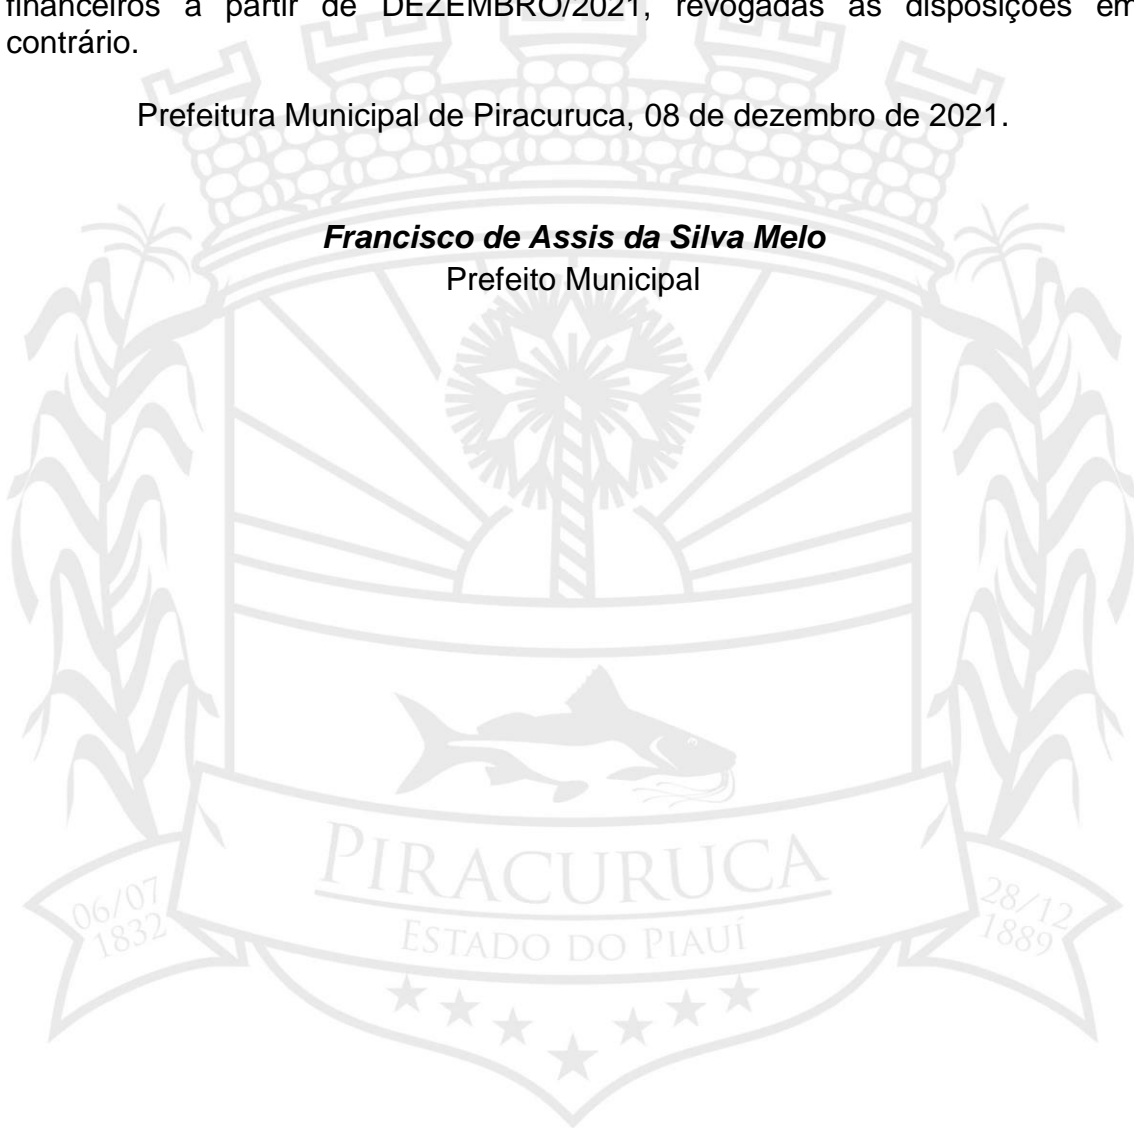 financeiros a partir de DEZEMBRO/2021, revogadas as disposições em
contrário.
Prefeitura Municipal de Piracuruca, 08 de dezembro de 2021.
Francisco de Assis da Silva Melo
Prefeito Municipal
PIRACURUCA
06/07
1832
28/12
1889
ESTADO DO PIAUÍ